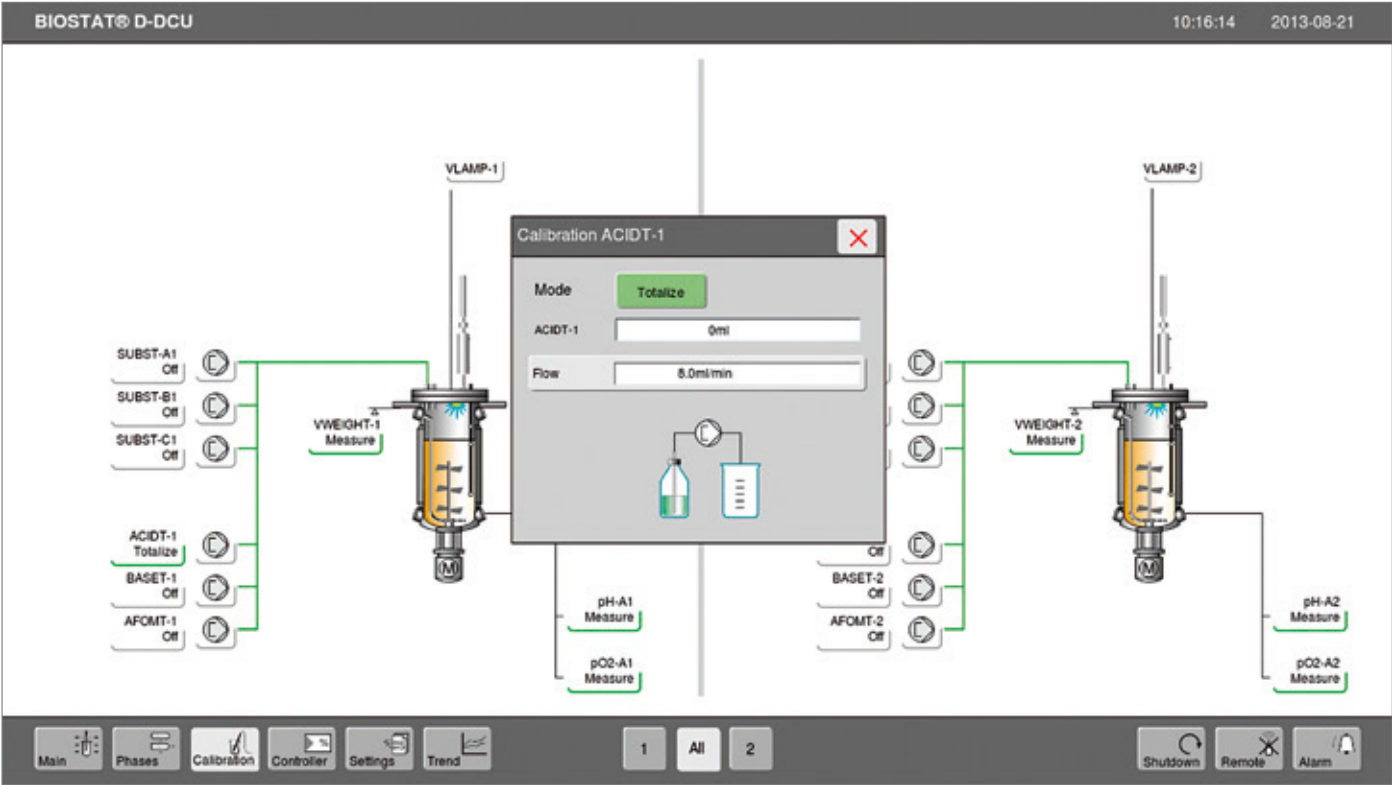 BIOSTAT® D-DCU
10:16:14 2013-08-21
VLAMP-1
VLAMP-2
Calibration ACIDT-1
Mode Totalize
ACIDT-1 0ml
Flow 8.0ml/min
SUBST-A1
Off
SUBST-B1
Off
SUBST-C1
Off
VWEIGHT-1
Measure
ACIDT-1
Totalize
BASET-1
Off
AFOMT-1
Off
M
pH-A1
Measure
pO2-A1
Measure
VWEIGHT-2
Measure
Off
BASET-2
Off
AFOMT-2
Off
M
pH-A2
Measure
pO2-A2
Measure
Main Phases Calibration Controller Settings Trend
1 All 2
Shutdown Remote Alarm